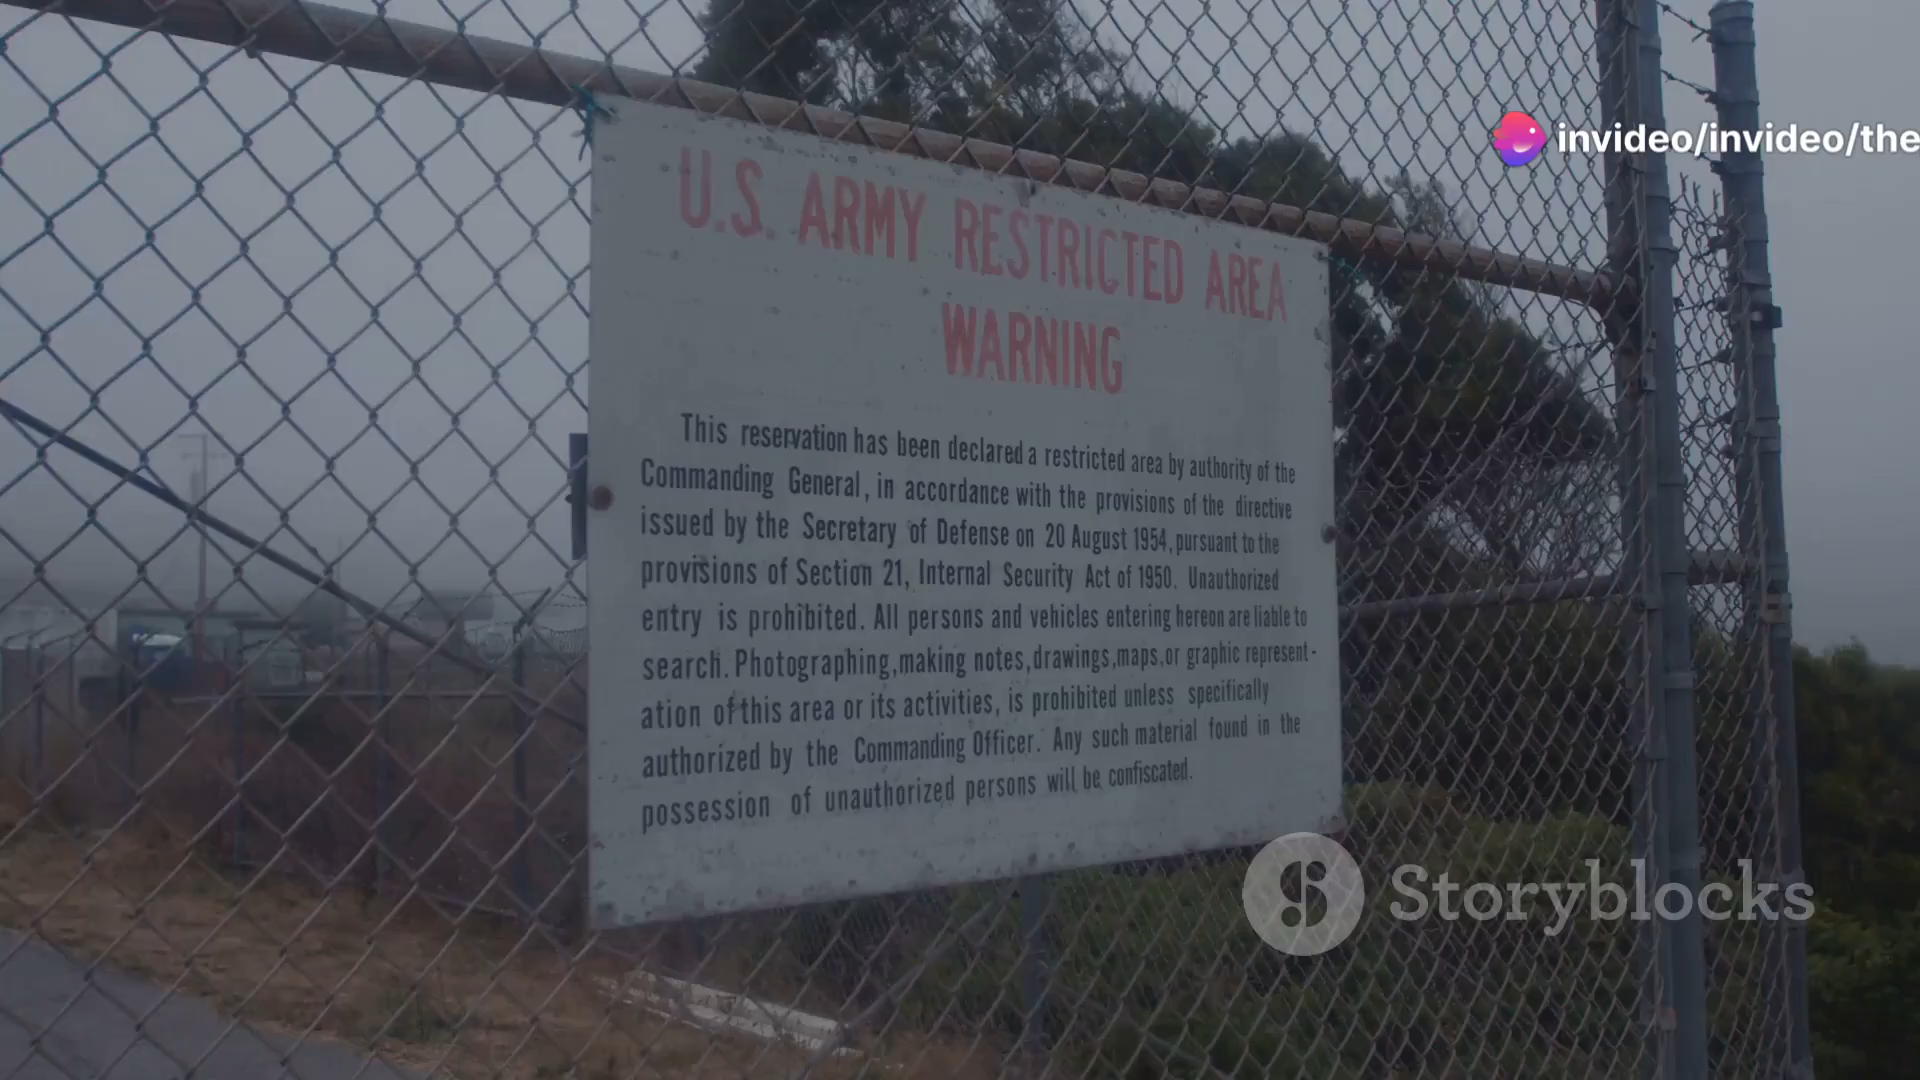 invideo/invideo/the
U.S. ARMY RESTRICTED AREA
WARNING
This reservation has been declared a restricted area by authority of the
Commanding General, in accordance with the provisions of the directive
issued by the Secretary of Defense on 20 August 1954, pursuant to the
provisions of Section 21, Internal Security Act of 1950. Unauthorized
entry is prohibited. All persons and vehicles entering hereon are liable to
search. Photographing, making notes, drawings, maps, or graphic represent-
ation of this area or its activities, is prohibited unless specifically
authorized by the Commanding Officer. Any such material found in the
possession of unauthorized persons will be confiscated.
Storyblocks